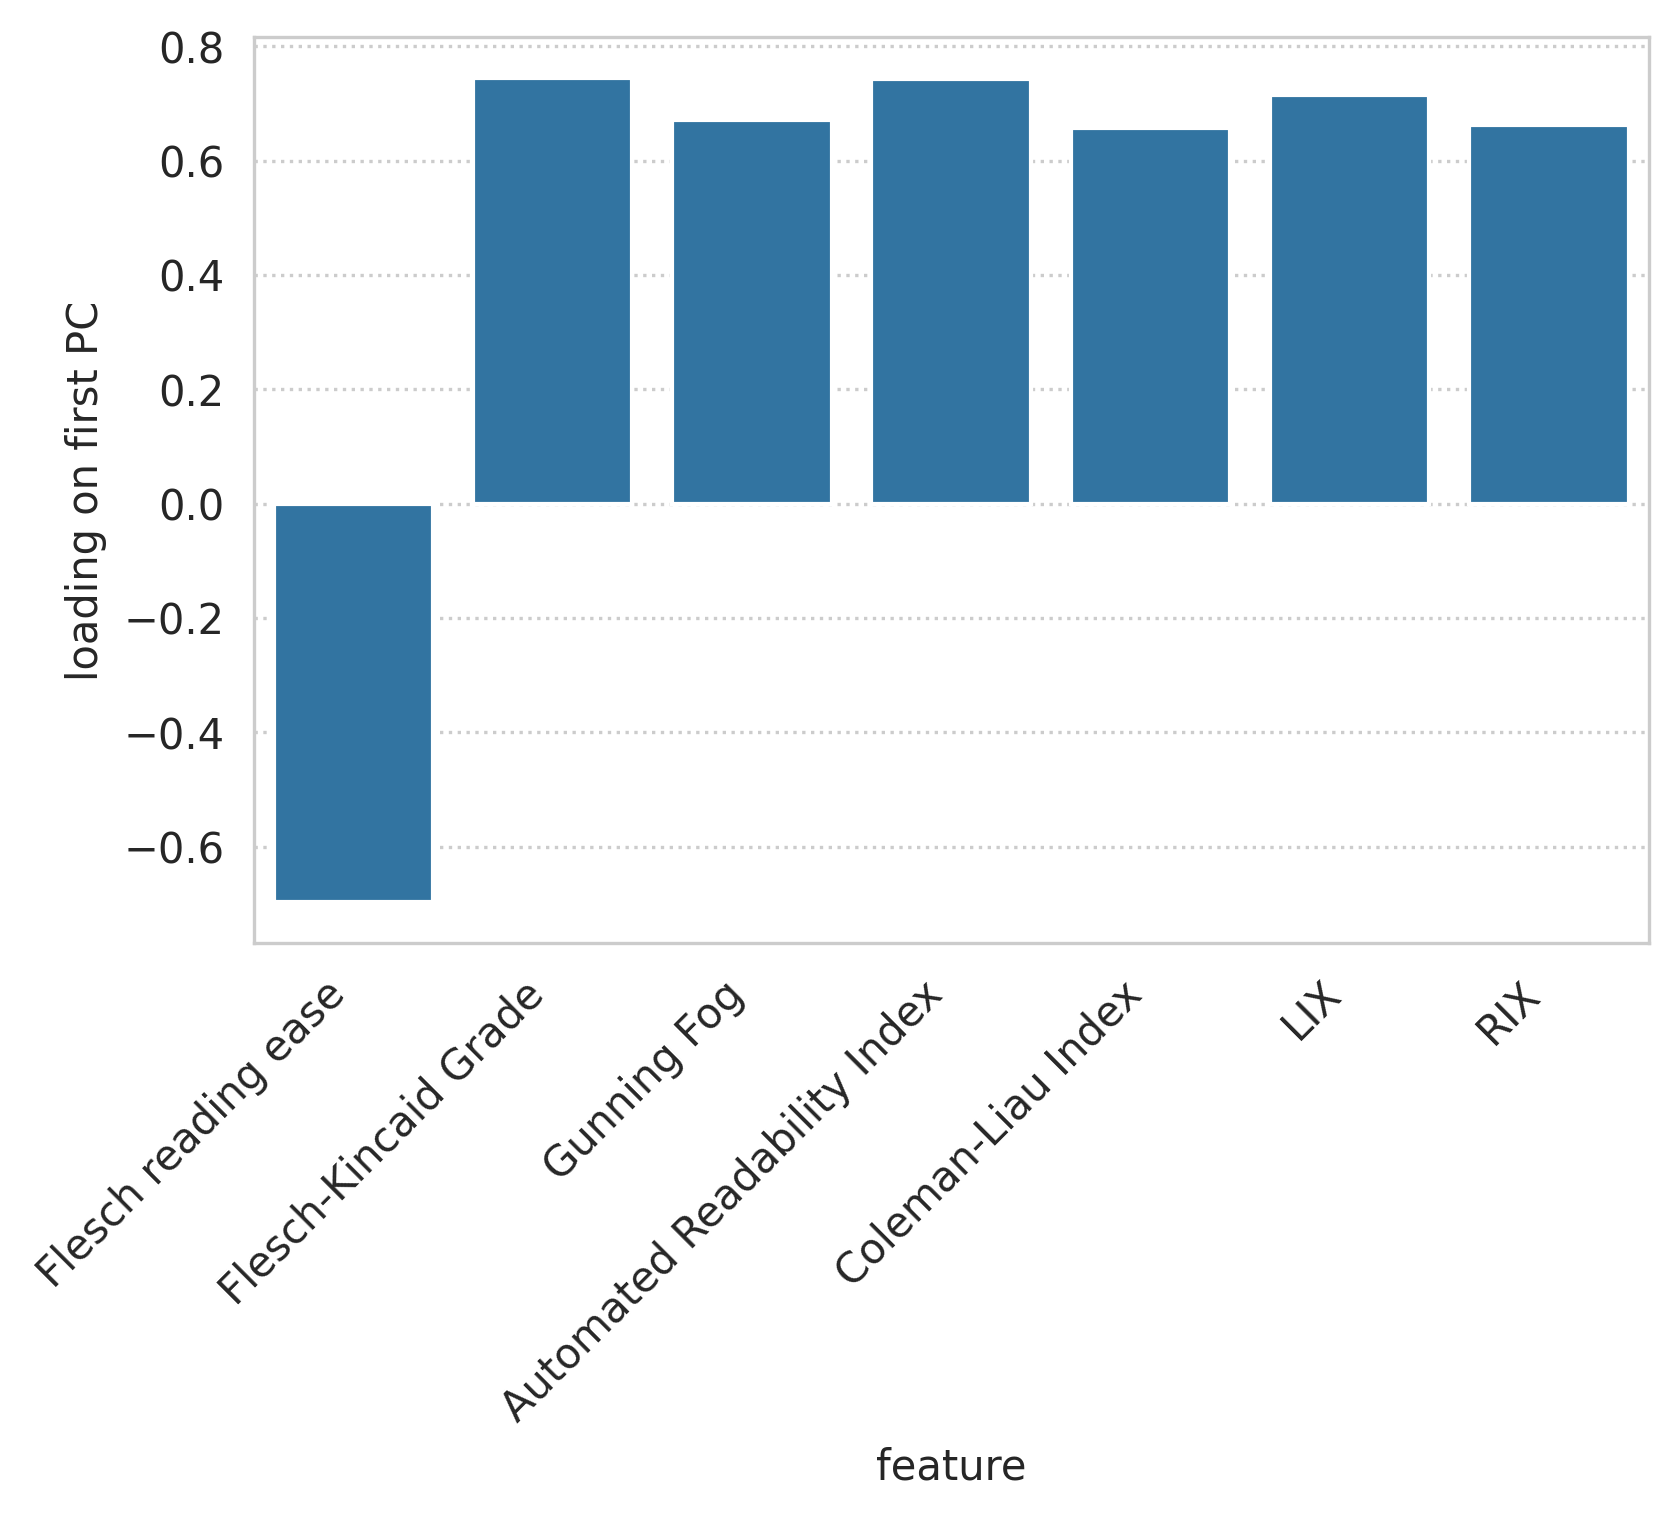 0.8
0.6
0.4
0.2
0.0
−0.2
−0.4
−0.6
loading on first PC
Flesch reading ease
Flesch-Kincaid Grade
Gunning Fog
Automated Readability Index
Coleman-Liau Index
LIX
RIX
feature